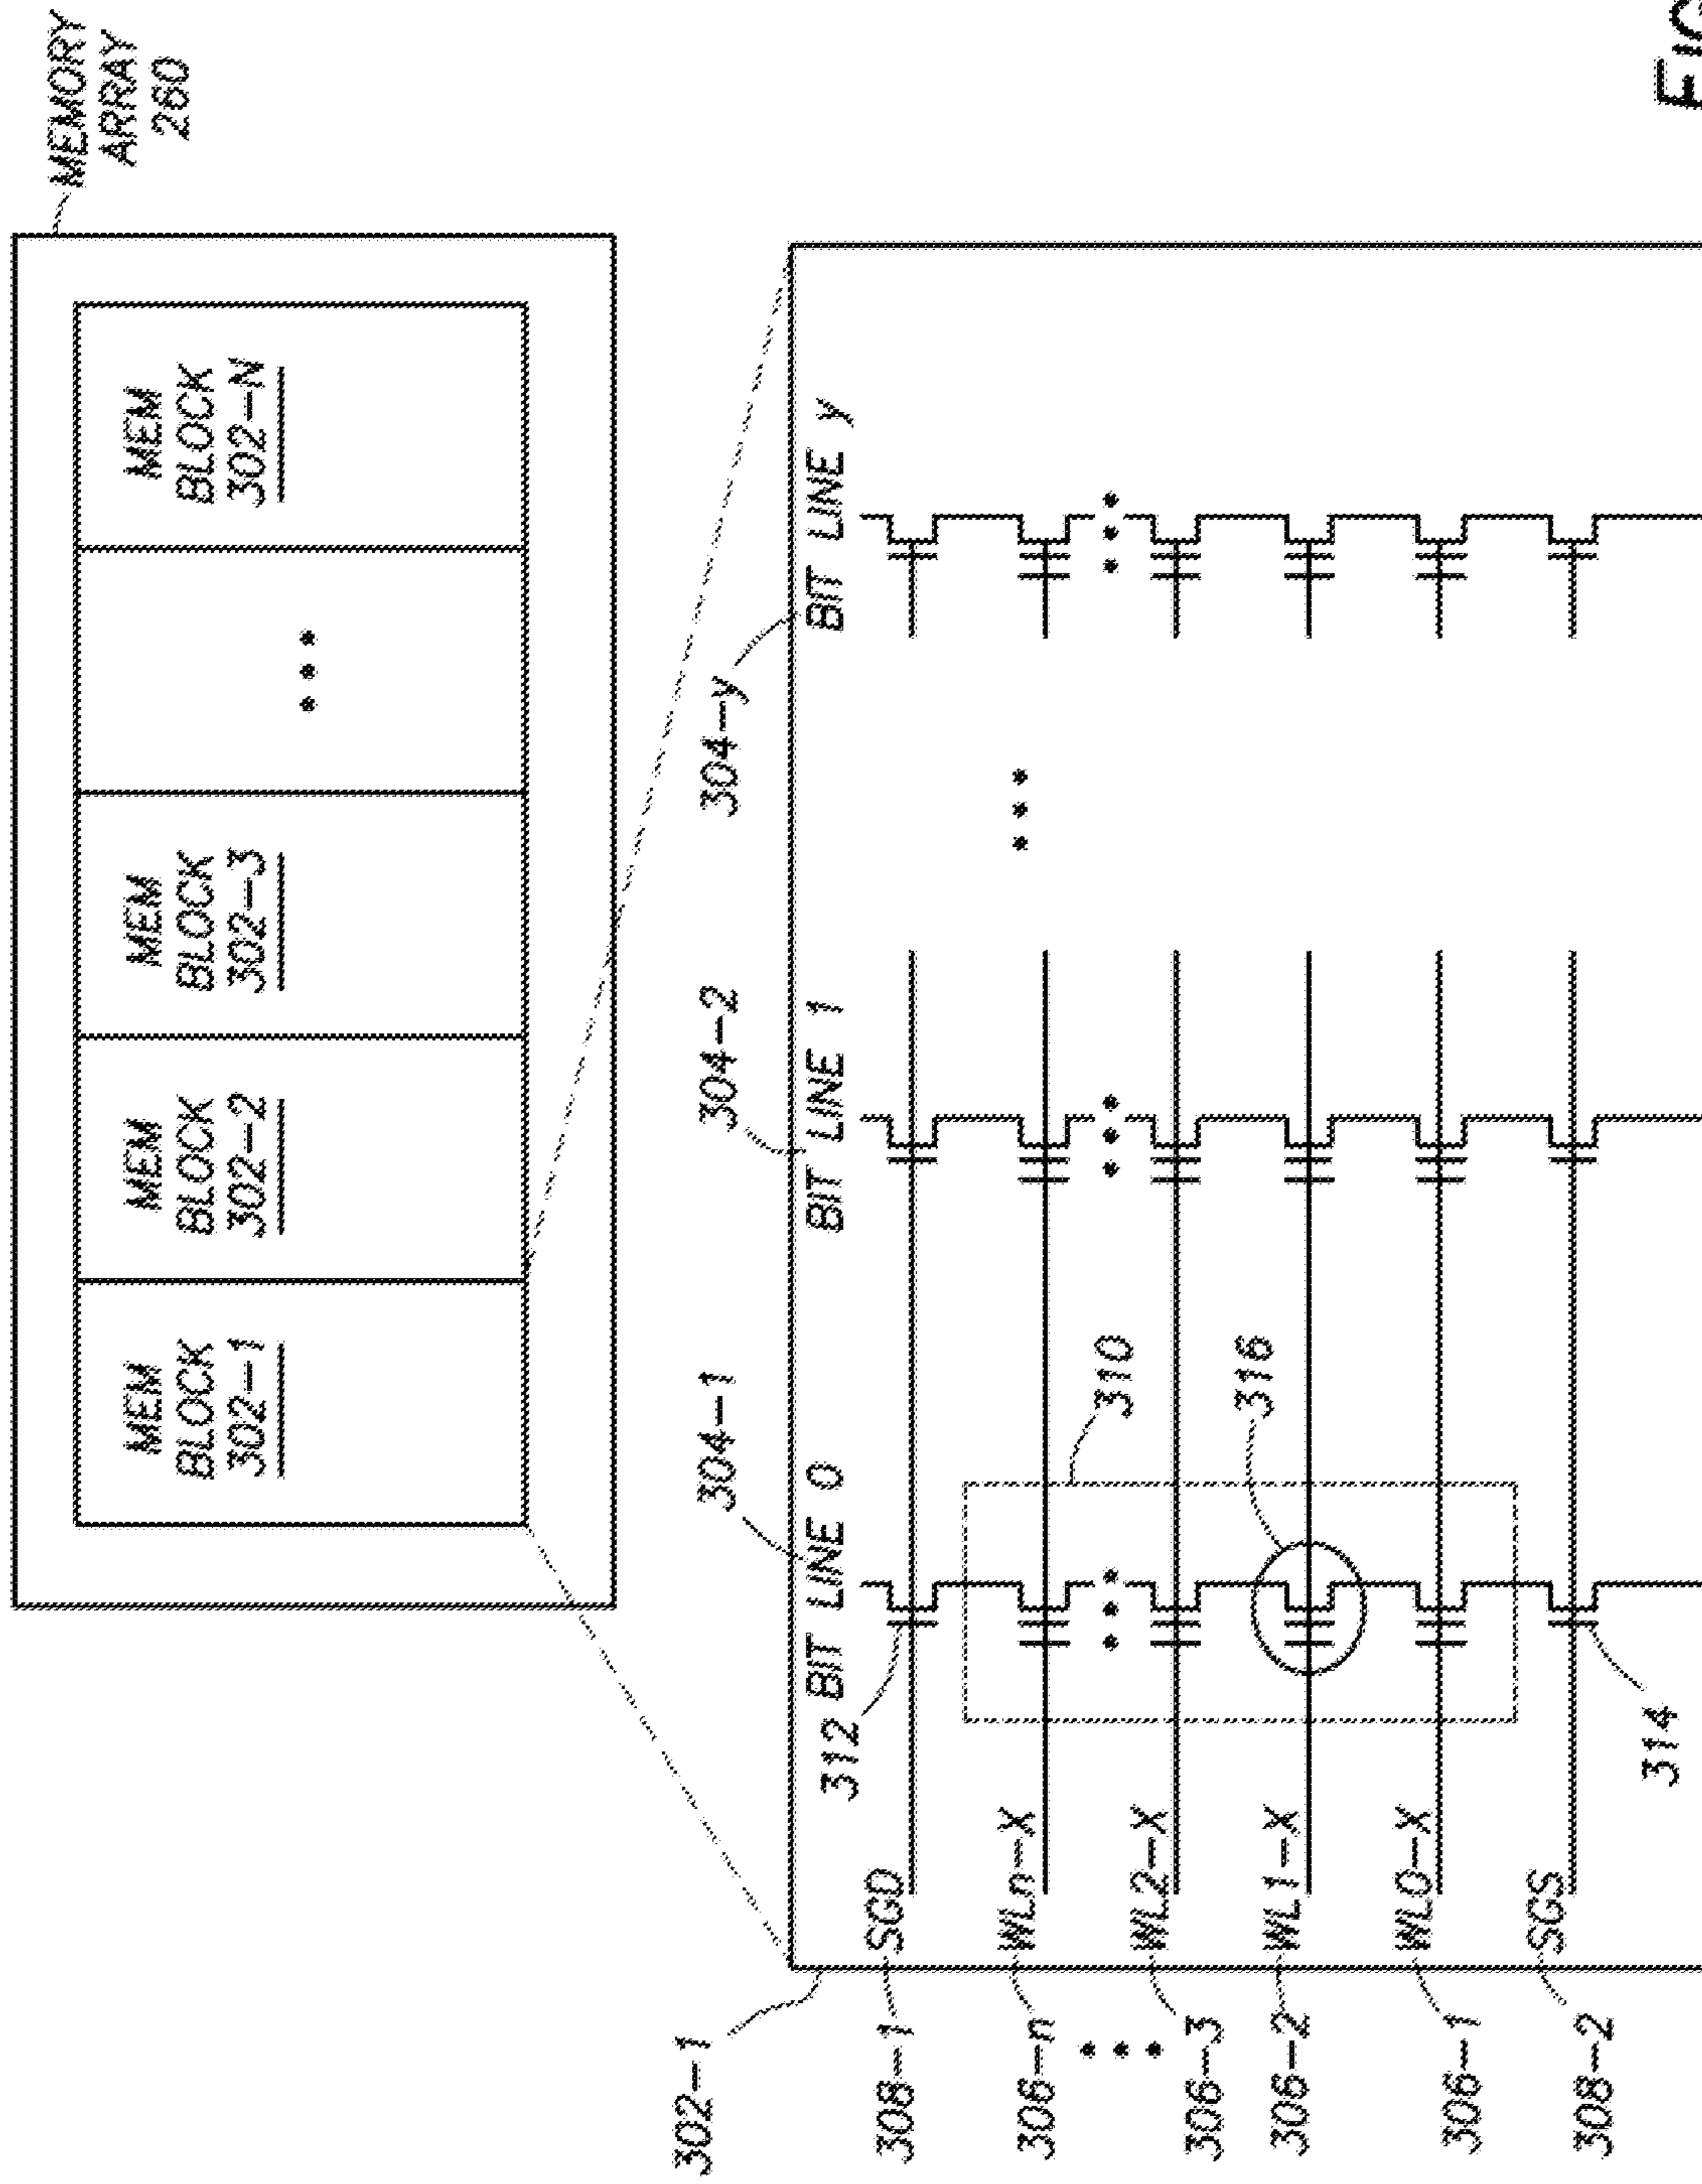 MEMORY
ARRAY
260
MEM
BLOCK
302-1
MEM
BLOCK
302-2
MEM
BLOCK
302-3
MEM
BLOCK
302-N
302-1
304-1
304-2
304-y
312
BIT LINE 0
BIT LINE 1
BIT LINE y
308-1
SGD
306-n
WLn-X
310
306-3
WL2-X
316
306-2
WL1-X
306-1
WL0-X
308-2
SGS
314
FIG